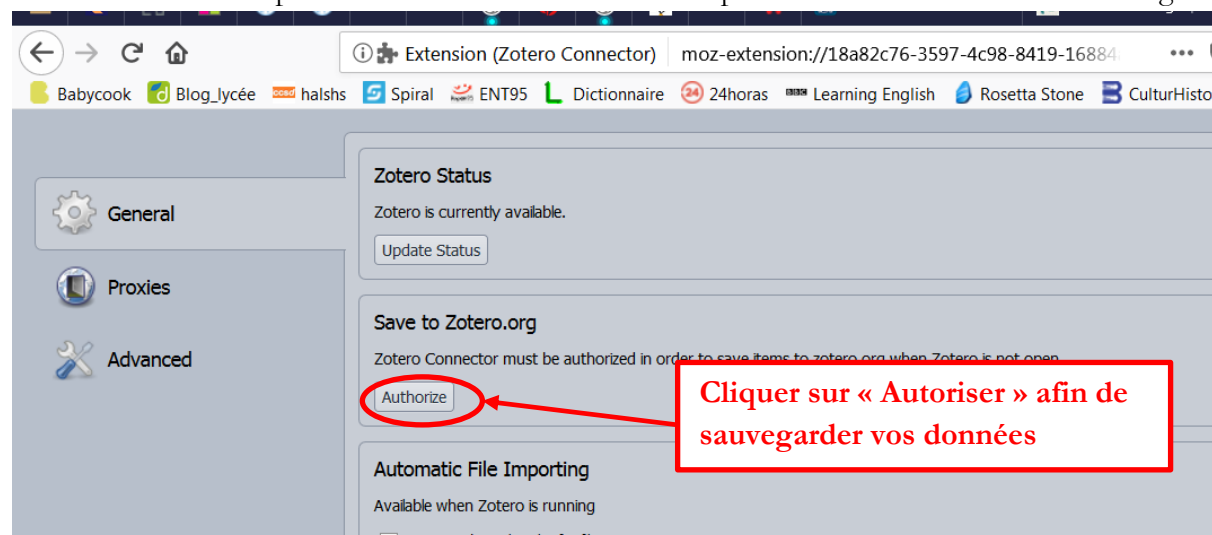 Extension (Zotero Connector) moz-extension://18a82c76-3597-4c98-8419-16884
Babycook Blog_lycée halshs Spiral ENT95 Dictionnaire 24horas Learning English Rosetta Stone CulturHisto
Zotero Status
General
Zotero is currently available.
Update Status
Proxies
Save to Zotero.org
Advanced
Zotero Connector must be authorized in order to save items to zotero.org when Zotero is not open
Authorize
Cliquer sur « Autoriser » afin de
sauvegarder vos données
Automatic File Importing
Available when Zotero is running